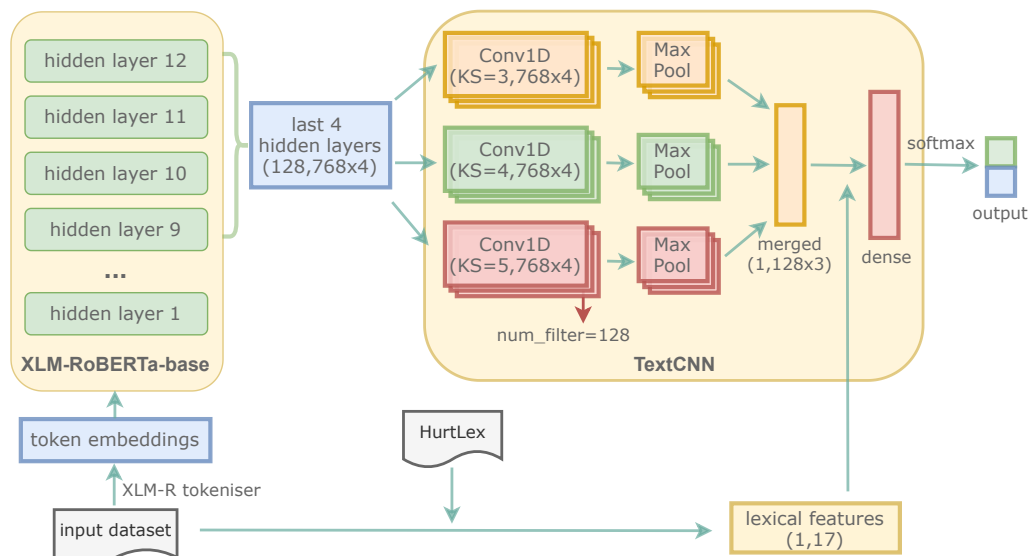 hidden layer 12
hidden layer 11
hidden layer 10
hidden layer 9
...
hidden layer 1
XLM-RoBERTa-base
token embeddings
XLM-R tokeniser
input dataset
last 4
hidden layers
(128,768x4)
Conv1D
(KS=3,768x4)
Max
Pool
Conv1D
(KS=4,768x4)
Max
Pool
Conv1D
(KS=5,768x4)
Max
Pool
num_filter=128
merged
(1,128x3)
dense
TextCNN
softmax
output
HurtLex
lexical features
(1,17)